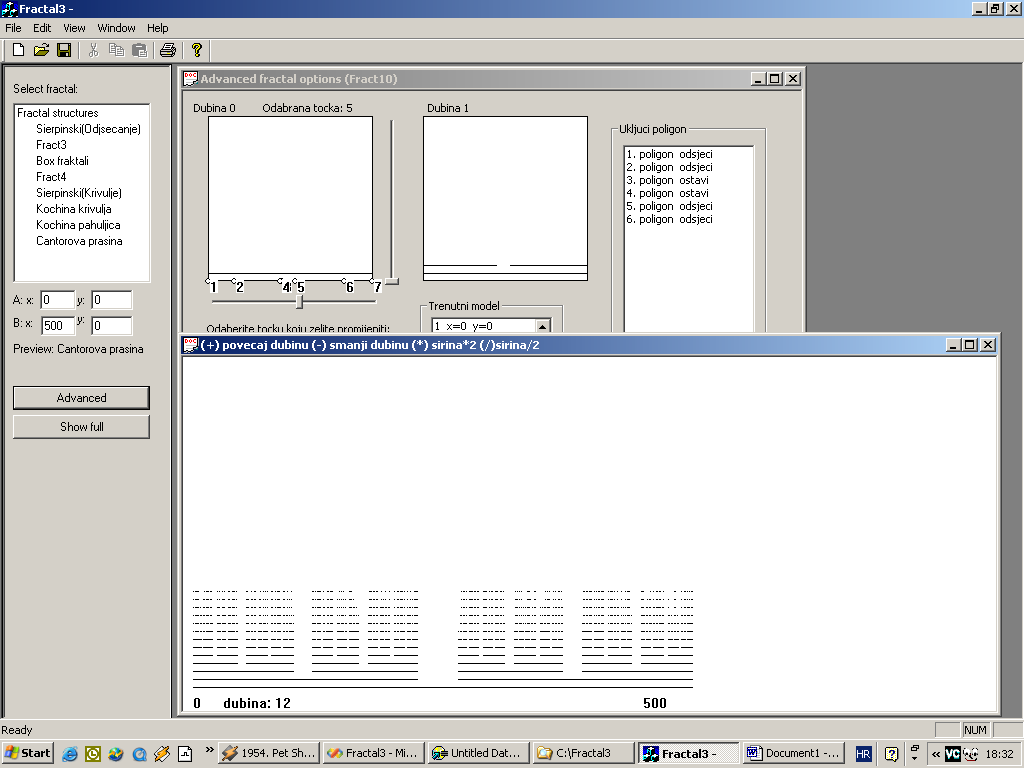 Fractal3 -
File Edit View Window Help
Select fractal:
Fractal structures
Sierpinski(Odjsecanje)
Fract3
Box fraktali
Fract4
Sierpinski(Krivulje)
Kochina krivulja
Kochina pahuljica
Cantorova prasina
A: x: 0 y: 0
B: x: 500 y: 0
Preview: Cantorova prasina
Advanced
Show full
Advanced fractal options (Fract10)
Dubina 0 Odabrana tocka: 5 Dubina 1
1 2 4 5 6 7
Ukljuci poligon
1. poligon odsjeci
2. poligon odsjeci
3. poligon ostavi
4. poligon ostavi
5. poligon odsjeci
6. poligon odsjeci
Odaberite tocku koju zelite promijeniti:
Trenutni model
1 x=0 y=0
(+) povecaj dubinu (-) smanji dubinu (*) sirina*2 (/)sirina/2
0 dubina: 12 500
Ready NUM
Start » 1954. Pet Sh... Fractal3 - Mi... Untitled Dat... C:\Fractal3 Fractal3 - Document1 -... HR « VC 18:32